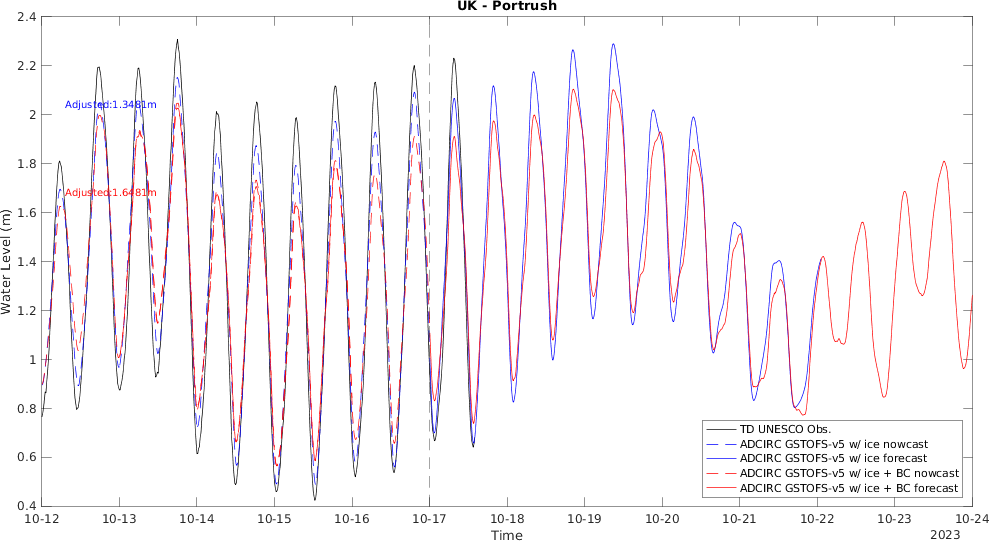 UK - Portrush
2.4
2.2
2
1.8
1.6
1.4
1.2
1
0.8
0.6
0.4
Water Level (m)
Adjusted:1.3481m
Adjusted:1.6481m
TD UNESCO Obs.
ADCIRC GSTOFS-v5 w/ ice nowcast
ADCIRC GSTOFS-v5 w/ ice forecast
ADCIRC GSTOFS-v5 w/ ice + BC nowcast
ADCIRC GSTOFS-v5 w/ ice + BC forecast
10-12 10-13 10-14 10-15 10-16 10-17 10-18 10-19 10-20 10-21 10-22 10-23 10-24
Time
2023